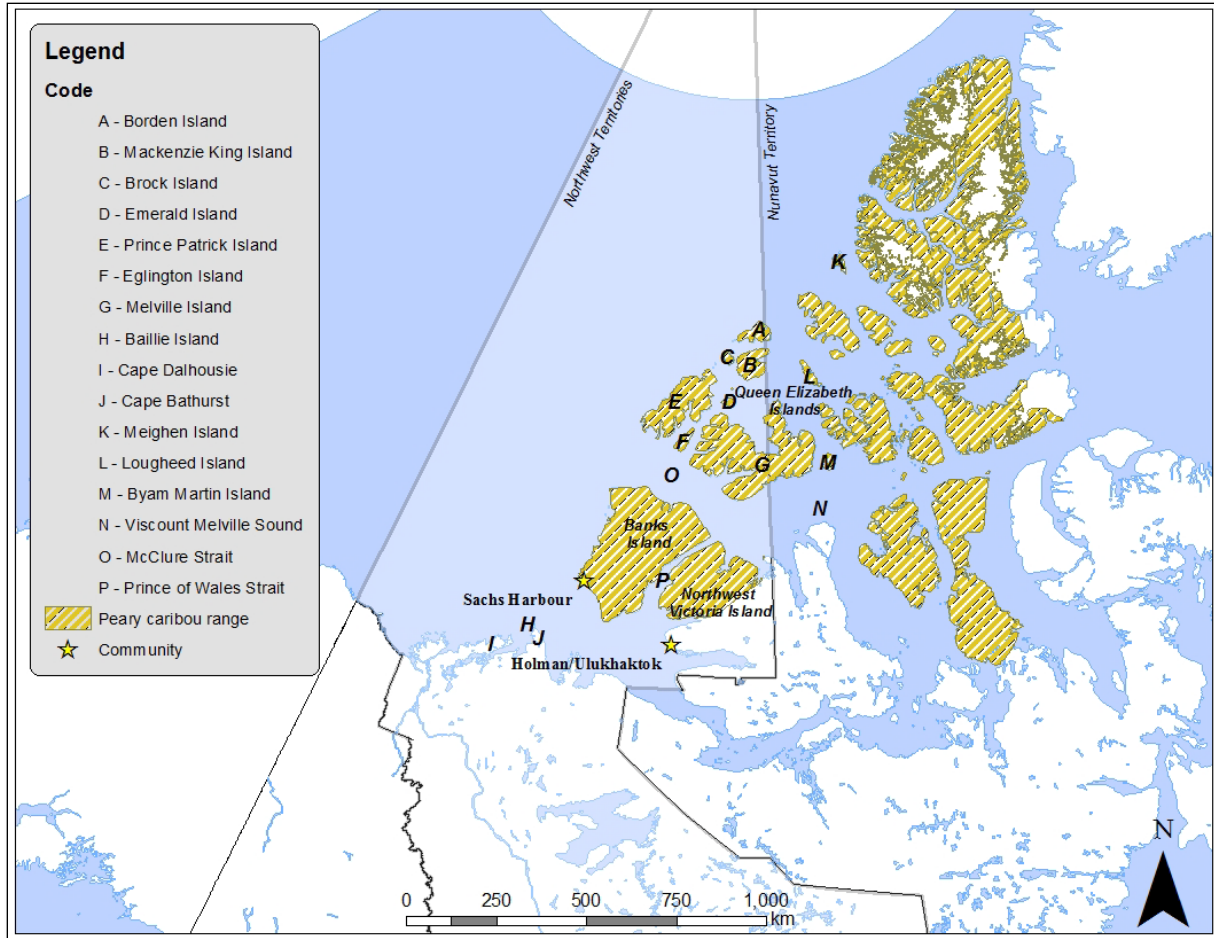 Legend
Code
A - Borden Island
B - Mackenzie King Island
C - Brock Island
D - Emerald Island
E - Prince Patrick Island
F - Eglington Island
G - Melville Island
H - Baillie Island
I - Cape Dalhousie
J - Cape Bathurst
K - Meighen Island
L - Lougheed Island
M - Byam Martin Island
N - Viscount Melville Sound
O - McClure Strait
P - Prince of Wales Strait
Peary caribou range
Community
Northwest Territories
Nunavut Territory
K
A
C
B
L
Queen Elizabeth
Islands
E
D
F
G
M
O
N
Banks
Island
P
Northwest
Victoria Island
Sachs Harbour
H
J
I
Holman/Ulukhaktok
N
0 250 500 750 1,000
km